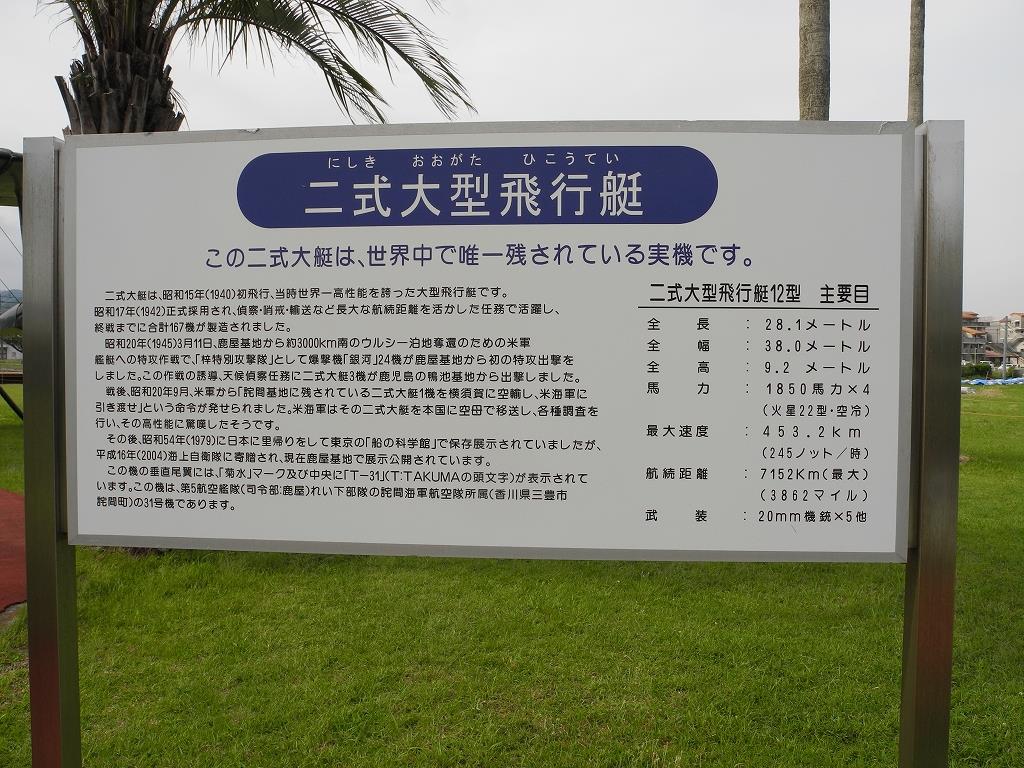 にしき おおがた ひこうてい
二式大型飛行艇
この二式大艇は、世界中で唯一残されている実機です。
二式大艇は、昭和15年(1940)初飛行、当時世界一高性能を誇った大型飛行艇です。
昭和17年(1942)正式採用され、偵察・哨戒・輸送など長大な航続距離を活かした任務で活躍し、
終戦までに合計167機が製造されました。
昭和20年(1945)3月11日、鹿屋基地から約3000km南のウルシー泊地奪還のための米軍
艦艇への特攻作戦で、「梓特別攻撃隊」として爆撃機「銀河」24機が鹿屋基地から初の特攻出撃を
しました。この作戦の誘導、天候偵察任務に二式大艇3機が鹿児島の鴨池基地から出撃しました。
戦後、昭和20年9月、米軍から「詫間基地に残されている二式大艇1機を横須賀に空輸し、米海軍に
引き渡せ」という命令が発せられました。米海軍はその二式大艇を本国に空母で移送し、各種調査を
行い、その高性能に驚嘆したそうです。
その後、昭和54年(1979)に日本に里帰りをして東京の「船の科学館」で保存展示されていましたが、
平成16年(2004)海上自衛隊に寄贈され、現在鹿屋基地で展示公開されています。
この機の垂直尾翼には、「菊水」マーク及び中央に「T-31」(T:TAKUMAの頭文字)が表示されて
います。この機は、第5航空艦隊(司令部:鹿屋)れい下部隊の詫間海軍航空隊所属(香川県三豊市
詫間町)の31号機であります。
二式大型飛行艇12型 主要目
全長 : 28.1メートル
全幅 : 38.0メートル
全高 : 9.2メートル
馬力 : 1850馬力×4
(火星22型・空冷)
最大速度 : 453.2km
(245ノット/時)
航続距離 : 7152Km(最大)
(3862マイル)
武装 : 20mm機銃×5他